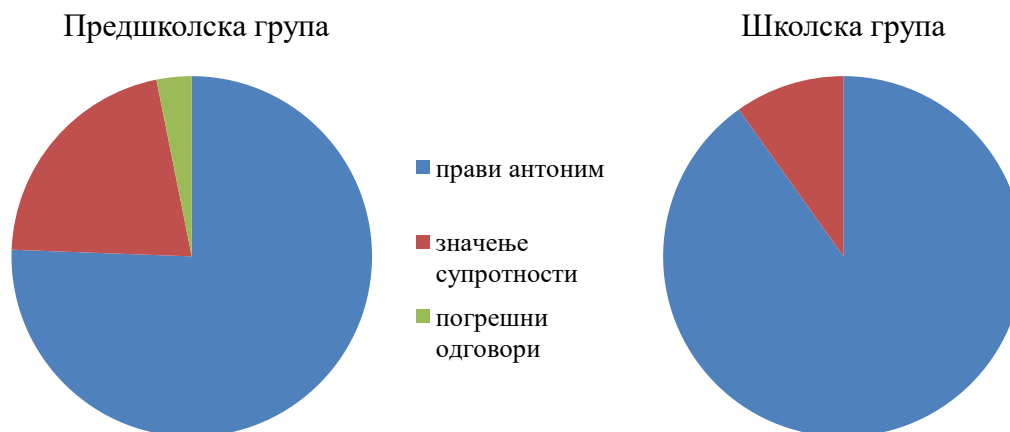 Предшколска група
Школска група
прави антоним
значење
супротности
погрешни
одговори